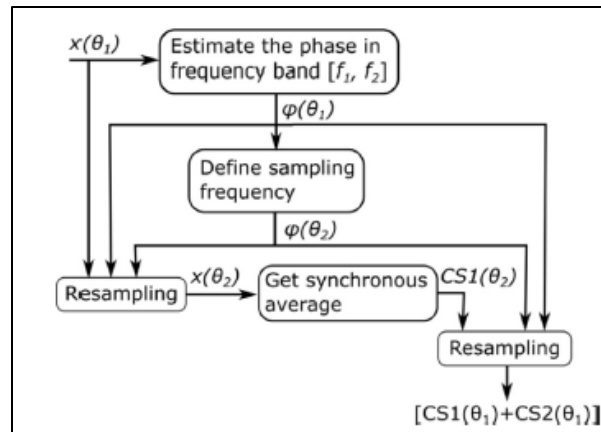 x(θ₁)
Estimate the phase in
frequency band [f₁, f₂]
φ(θ₁)
Define sampling
frequency
φ(θ₂)
Resampling
x(θ₂)
Get synchronous
average
CS1(θ₂)
Resampling
[CS1(θ₁)+CS2(θ₁)]